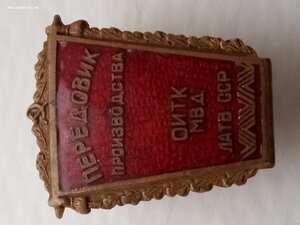 ПЕРЕДОВИК
ПРОИЗВОДСТВА
ОИТК
МВД
ЛАТВ ССР